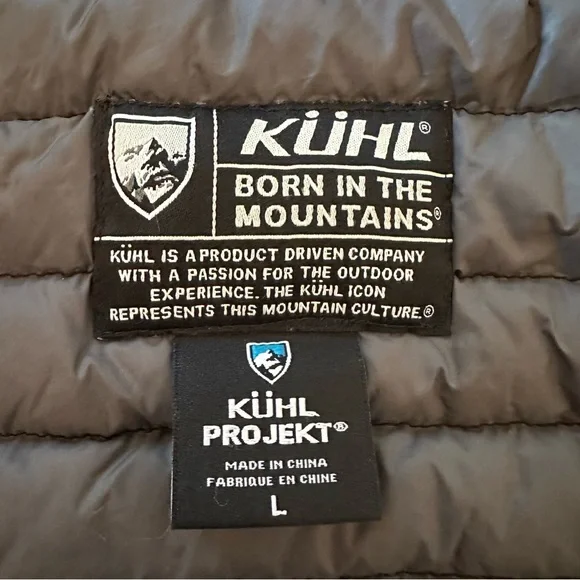 KÜHL®
BORN IN THE
MOUNTAINS®
KÜHL IS A PRODUCT DRIVEN COMPANY
WITH A PASSION FOR THE OUTDOOR
EXPERIENCE. THE KÜHL ICON
REPRESENTS THIS MOUNTAIN CULTURE.®
KÜHL
PROJEKT®
MADE IN CHINA
FABRIQUE EN CHINE
L